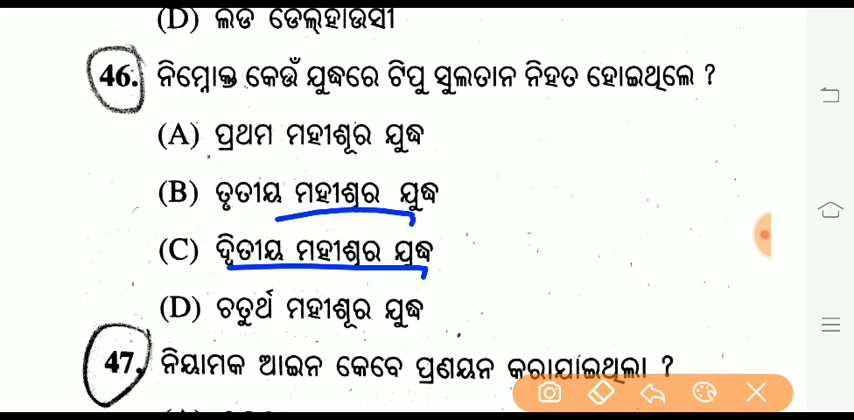 (D) ଲର୍ଡ ଡେଲ୍‌ହାଉସୀ
46. ନିମ୍ନୋକ୍ତ କେଉଁ ଯୁଦ୍ଧରେ ଟିପୁ ସୁଲତାନ ନିହତ ହୋଇଥିଲେ ?
(A) ପ୍ରଥମ ମହୀଶୂର ଯୁଦ୍ଧ
(B) ତୃତୀୟ ମହୀଶୂର ଯୁଦ୍ଧ
(C) ଦ୍ଵିତୀୟ ମହୀଶୂର ଯୁଦ୍ଧ
(D) ଚତୁର୍ଥ ମହୀଶୂର ଯୁଦ୍ଧ
47. ନିୟାମକ ଆଇନ କେବେ ପ୍ରଣୟନ କରାଯାଇଥିଲା ?